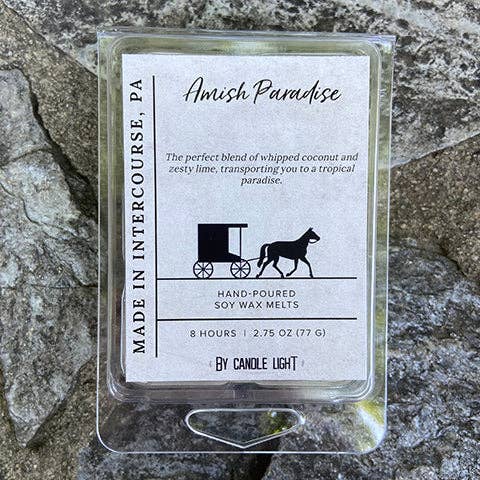 Amish Paradise
The perfect blend of whipped coconut and
zesty lime, transporting you to a tropical
paradise.
MADE IN INTERCOURSE, PA
HAND-POURED
SOY WAX MELTS
8 HOURS | 2.75 OZ (77 G)
BY CANDLE LIGHT